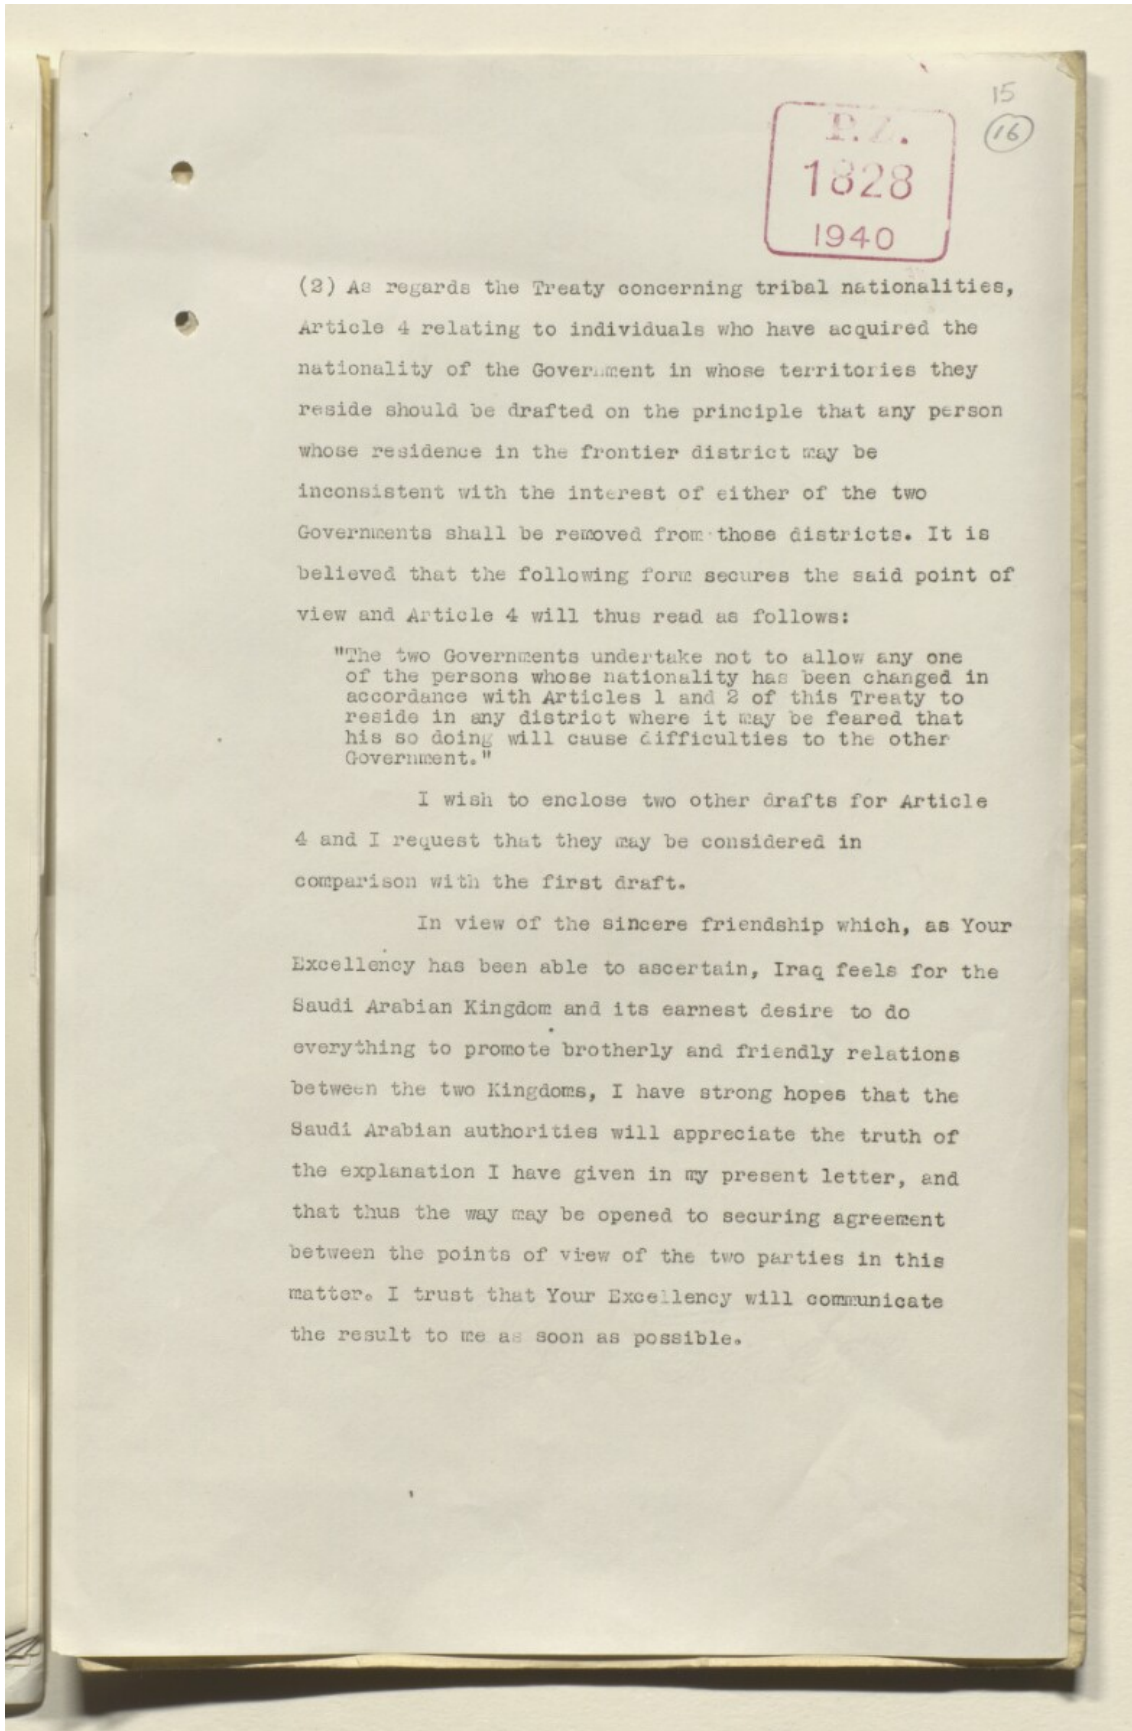 15
16
P.Z.
1828
1940
(2) As regards the Treaty concerning tribal nationalities,
Article 4 relating to individuals who have acquired the
nationality of the Government in whose territories they
reside should be drafted on the principle that any person
whose residence in the frontier district may be
inconsistent with the interest of either of the two
Governments shall be removed from those districts. It is
believed that the following form secures the said point of
view and Article 4 will thus read as follows:
"The two Governments undertake not to allow any one
of the persons whose nationality has been changed in
accordance with Articles 1 and 2 of this Treaty to
reside in any district where it may be feared that
his so doing will cause difficulties to the other
Government."
I wish to enclose two other drafts for Article
4 and I request that they may be considered in
comparison with the first draft.
In view of the sincere friendship which, as Your
Excellency has been able to ascertain, Iraq feels for the
Saudi Arabian Kingdom and its earnest desire to do
everything to promote brotherly and friendly relations
between the two Kingdoms, I have strong hopes that the
Saudi Arabian authorities will appreciate the truth of
the explanation I have given in my present letter, and
that thus the way may be opened to securing agreement
between the points of view of the two parties in this
matter. I trust that Your Excellency will communicate
the result to me as soon as possible.